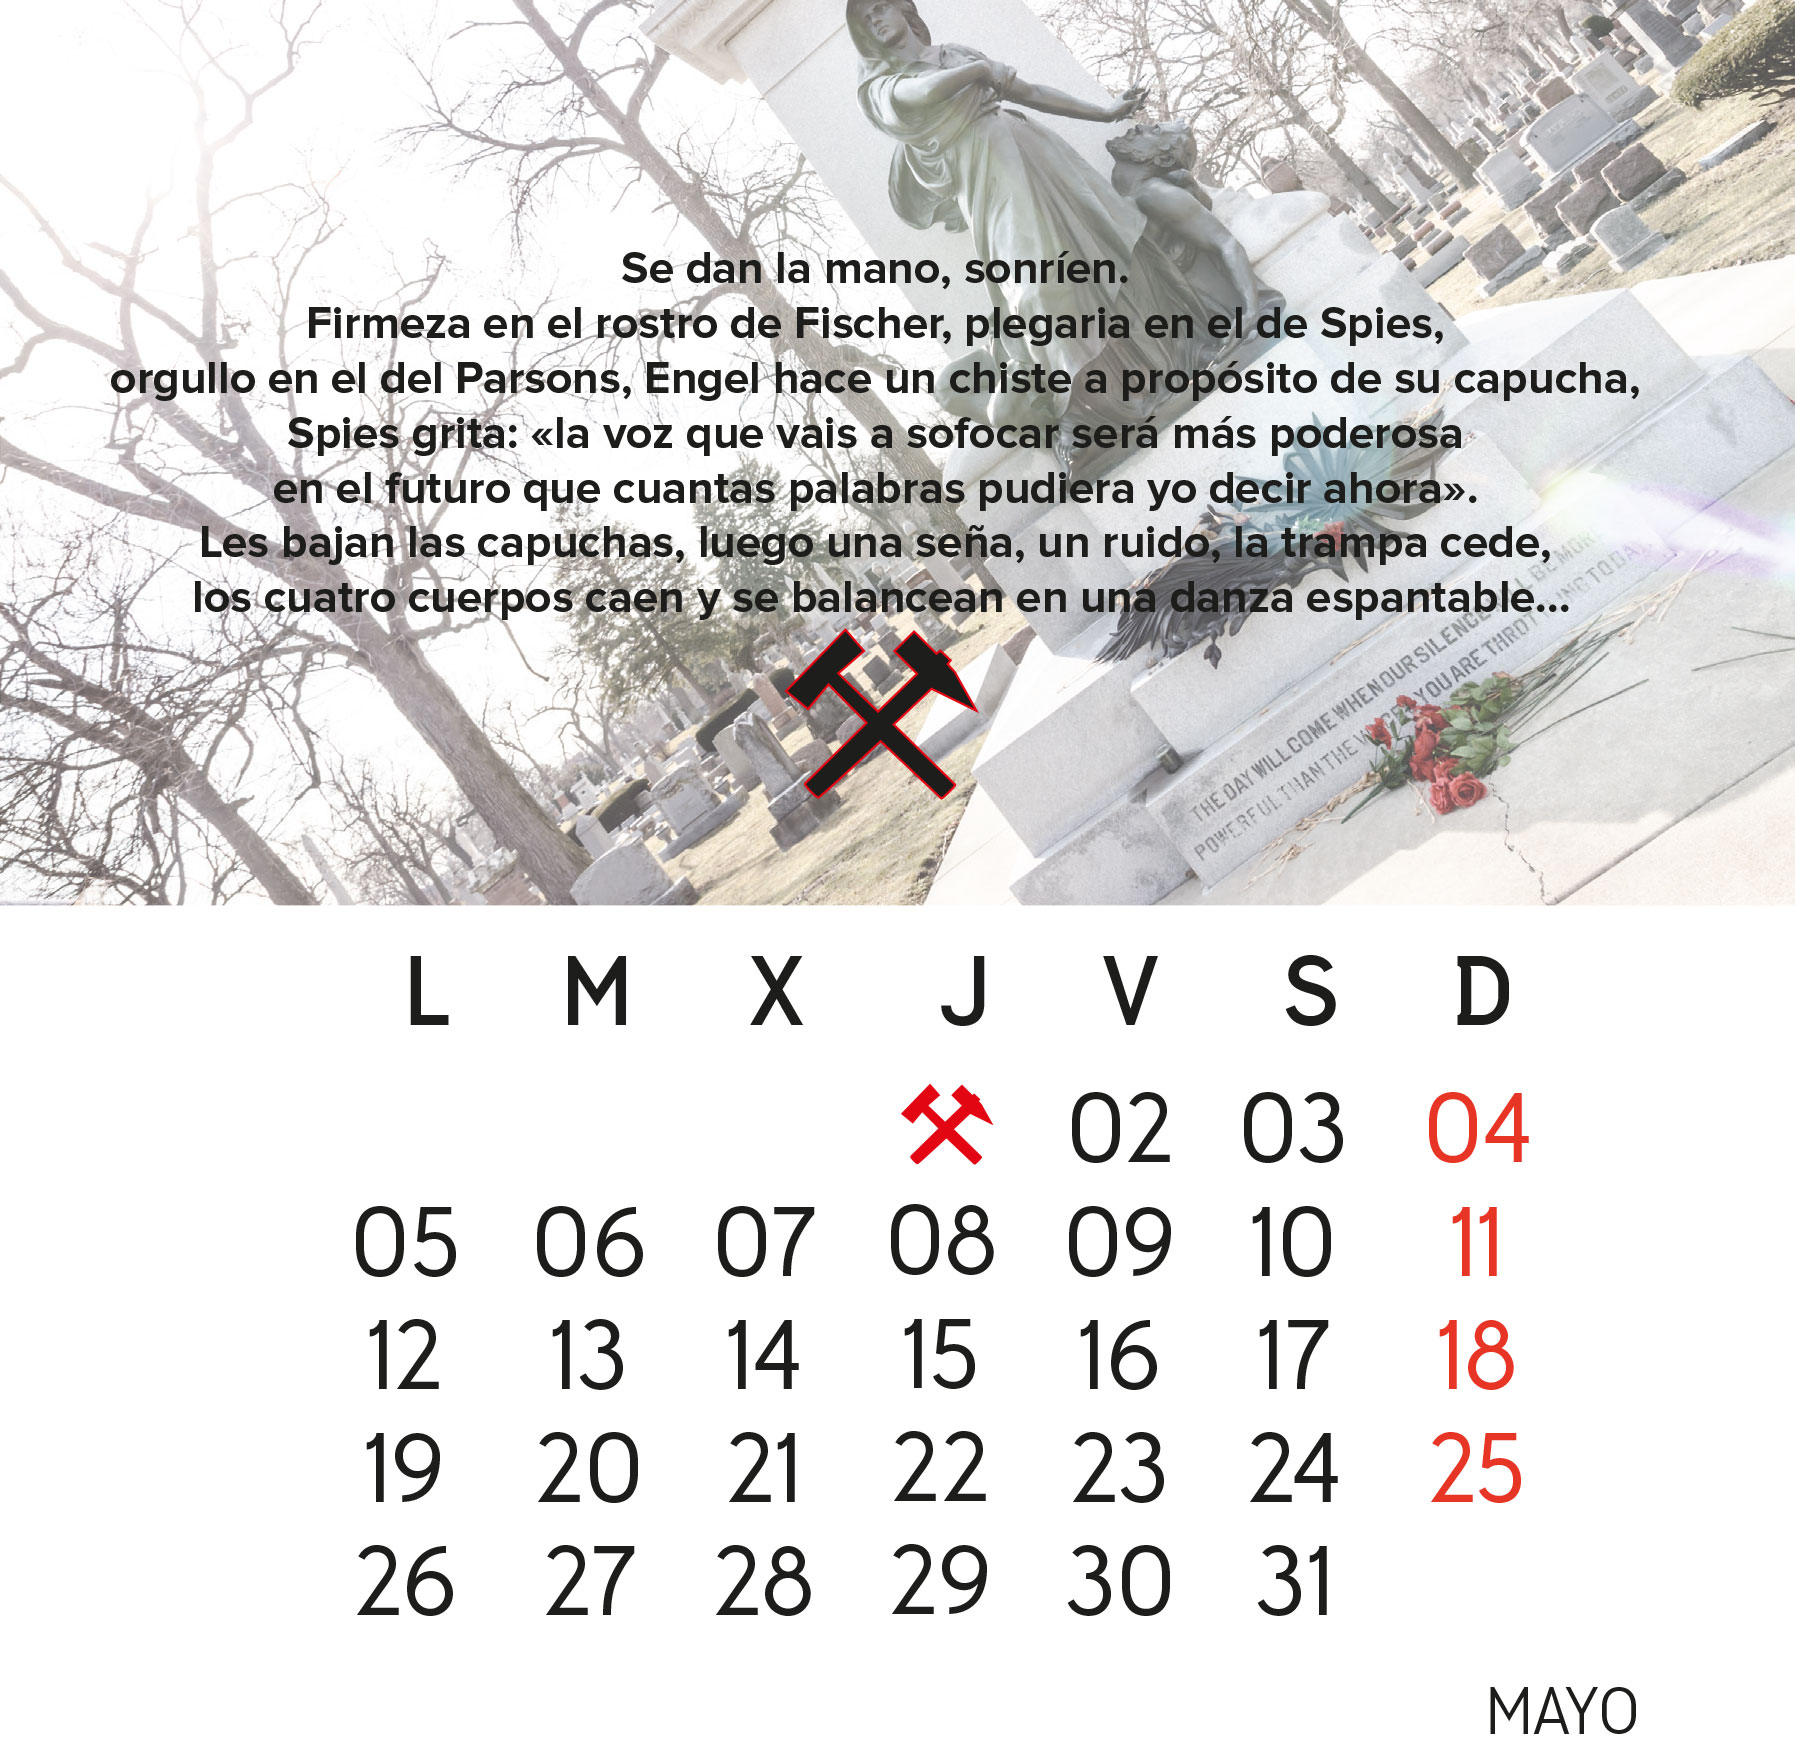 Se dan la mano, sonríen.
Firmeza en el rostro de Fischer, plegaria en el de Spies,
orgullo en el del Parsons, Engel hace un chiste a propósito de su capucha,
Spies grita: «la voz que vais a sofocar será más poderosa
en el futuro que cuantas palabras pudiera yo decir ahora».
Les bajan las capuchas, luego una seña, un ruido, la trampa cede,
los cuatro cuerpos caen y se balancean en una danza espantable...
THE DAY WILL COME WHEN OUR SILENCE WILL BE MORE
POWERFUL THAN THE YOU ARE THROTTLING TODAY
L M X J V S D
02 03 04
05 06 07 08 09 10 11
12 13 14 15 16 17 18
19 20 21 22 23 24 25
26 27 28 29 30 31
MAYO